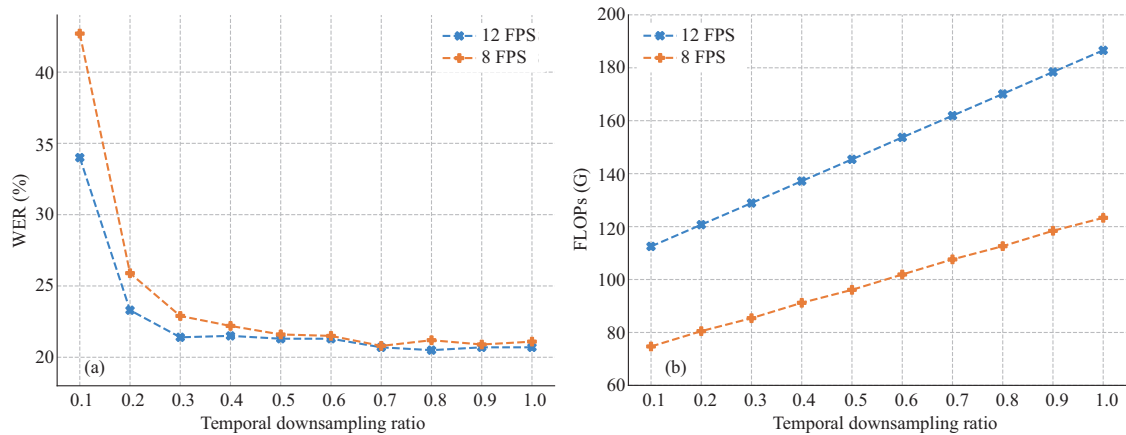 40
35
30
25
20
WER (%)
12 FPS
8 FPS
(a)
0.1 0.2 0.3 0.4 0.5 0.6 0.7 0.8 0.9 1.0
Temporal downsampling ratio
200
180
160
140
120
100
80
60
FLOPs (G)
12 FPS
8 FPS
(b)
0.1 0.2 0.3 0.4 0.5 0.6 0.7 0.8 0.9 1.0
Temporal downsampling ratio